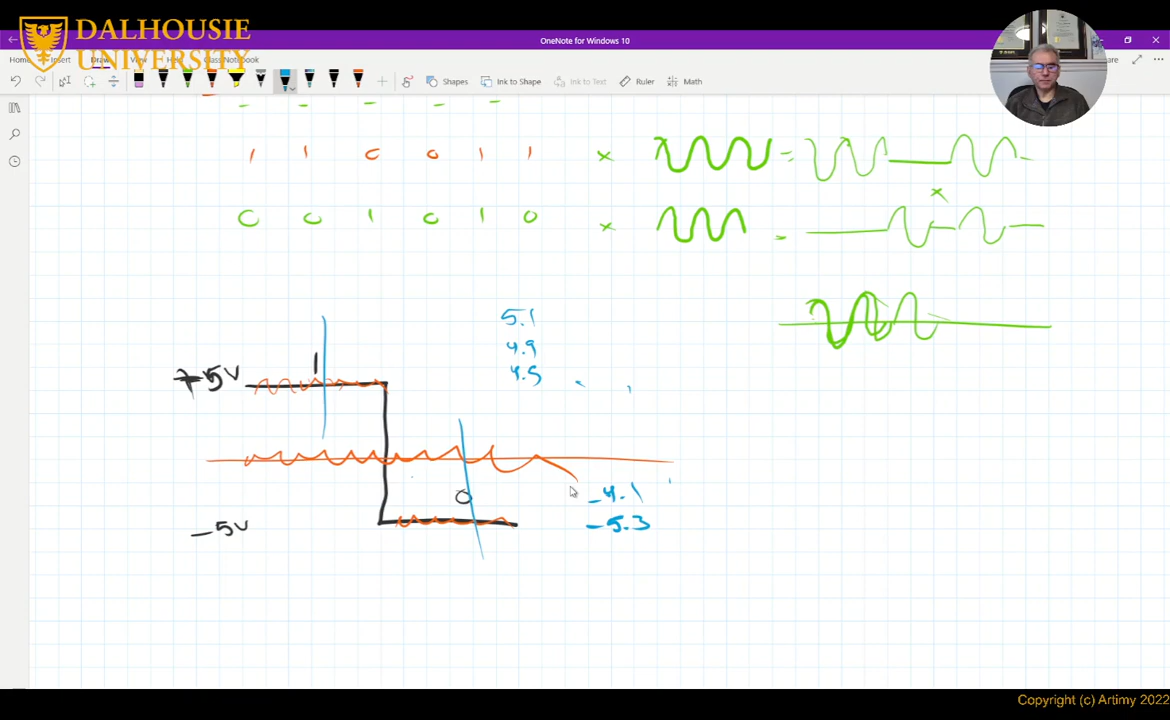 DALHOUSIE
UNIVERSITY
OneNote for Windows 10
Shapes Ink to Shape Ink to Text Ruler Math
1 1 0 0 1 1 ×
=
0 0 1 0 1 0 ×
=
×
5.1
4.9
4.5
+5V
1
0
-4.1
-5.3
-5V
Copyright (c) Artimy 2022